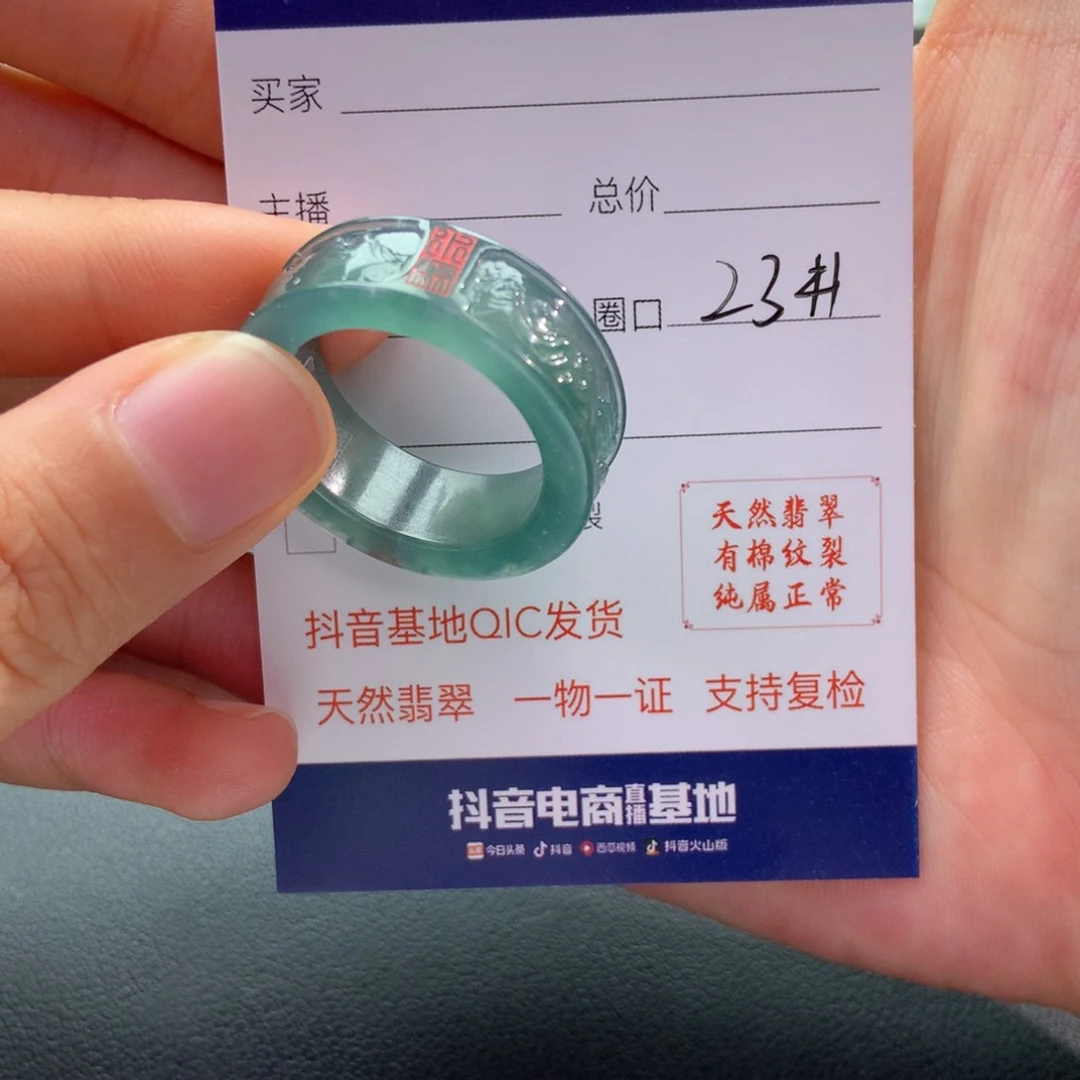 买家
主播 总价
圈口 23#
裂
天然翡翠
有棉纹裂
纯属正常
抖音基地QIC发货
天然翡翠 一物一证 支持复检
抖音电商直播基地
今日头条 抖音 西瓜视频 抖音火山版